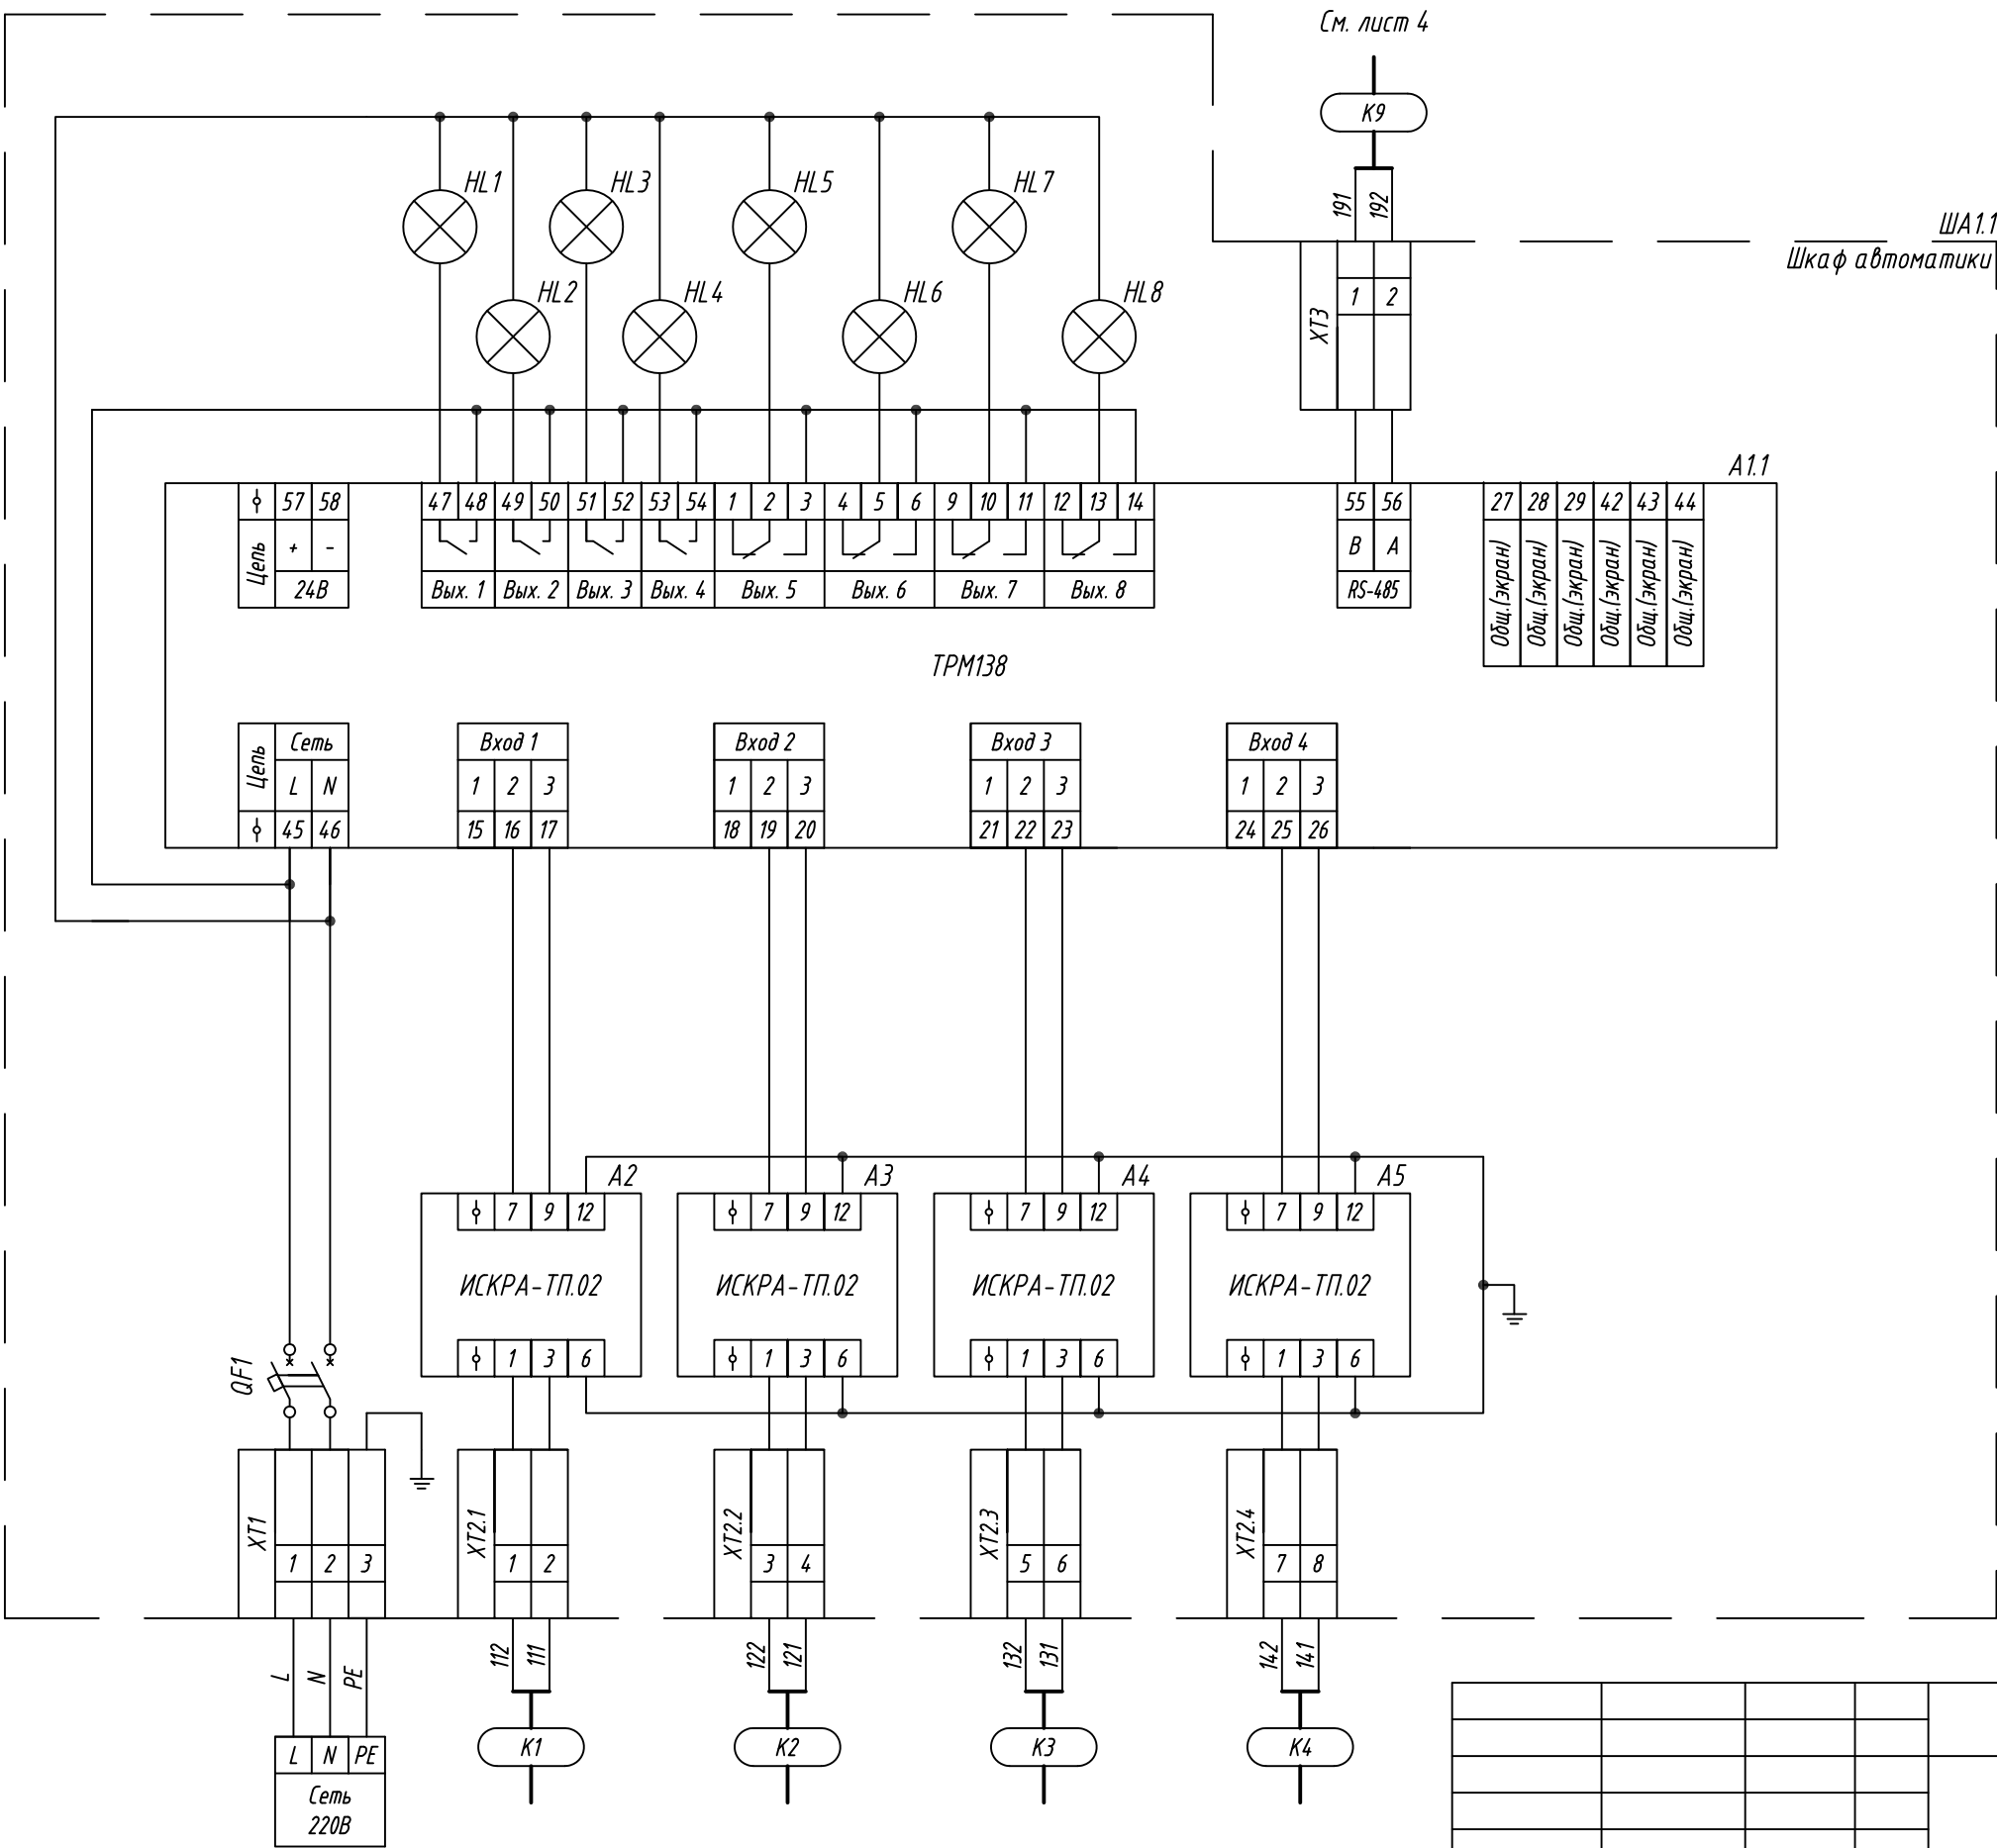 См. лист 4
K9
191 192
ША1.1
Шкаф автоматики
HL1 HL3 HL5 HL7
HL2 HL4 HL6 HL8
XT3
1 2
A1.1
57 58
47 48 49 50 51 52 53 54 1 2 3 4 5 6 9 10 11 12 13 14
55 56
27 28 29 42 43 44
Цепь
+ -
24В
Вых. 1 Вых. 2 Вых. 3 Вых. 4 Вых. 5 Вых. 6 Вых. 7 Вых. 8
B A
RS-485
Общ.(экран) Общ.(экран) Общ.(экран) Общ.(экран) Общ.(экран) Общ.(экран)
ТРМ138
Цепь
Сеть
L N
45 46
Вход 1
1 2 3
15 16 17
Вход 2
1 2 3
18 19 20
Вход 3
1 2 3
21 22 23
Вход 4
1 2 3
24 25 26
A2
7 9 12
ИСКРА-ТП.02
1 3 6
A3
7 9 12
ИСКРА-ТП.02
1 3 6
A4
7 9 12
ИСКРА-ТП.02
1 3 6
A5
7 9 12
ИСКРА-ТП.02
1 3 6
QF1
XT1
1 2 3
XT2.1
1 2
XT2.2
3 4
XT2.3
5 6
XT2.4
7 8
L N PE
112 111
122 121
132 131
142 141
K1 K2 K3 K4
L N PE
Сеть
220В